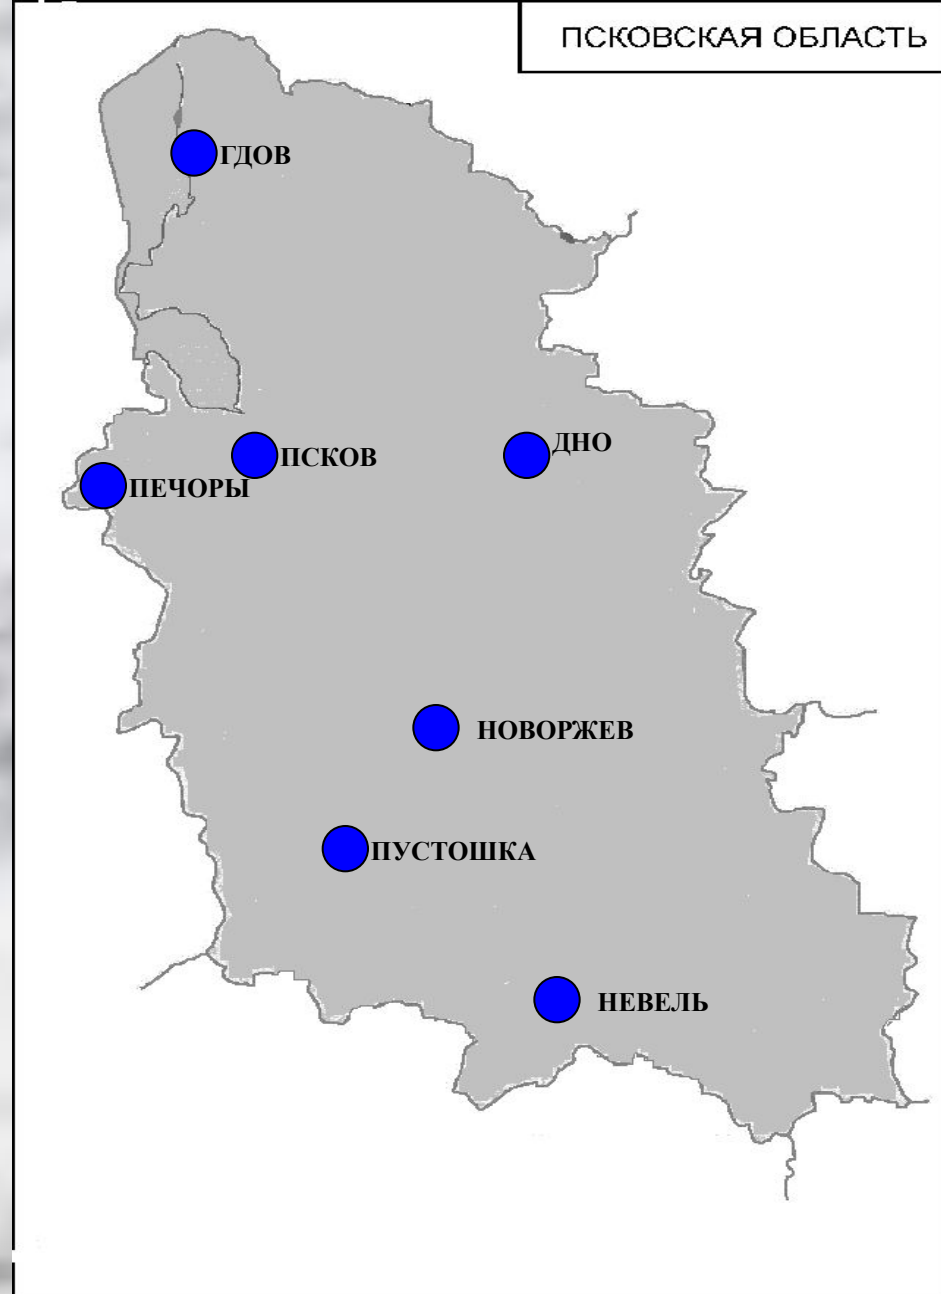 ПСКОВСКАЯ ОБЛАСТЬ
ГДОВ
ДНО
ПСКОВ
ПЕЧОРЫ
НОВОРЖЕВ
ПУСТОШКА
НЕВЕЛЬ